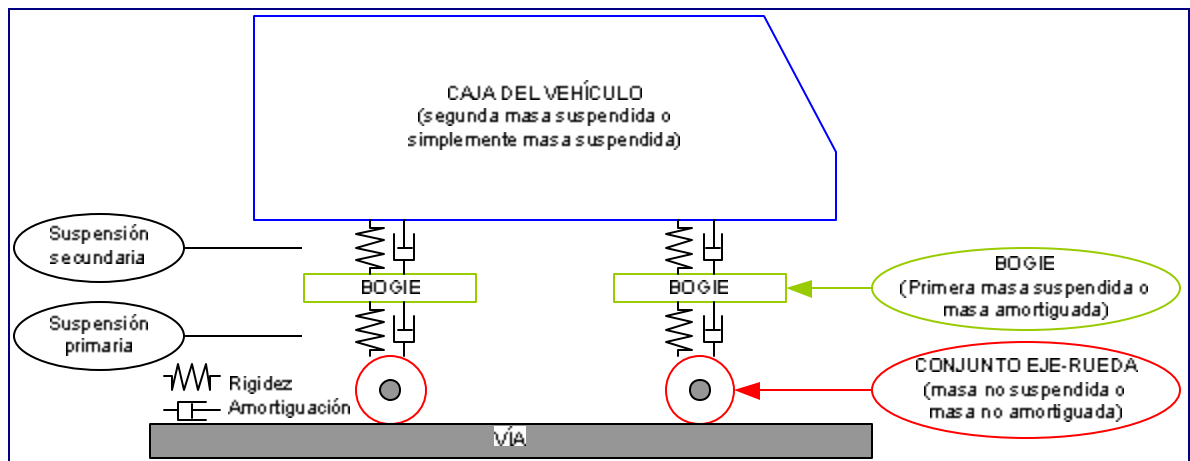 CAJA DEL VEHÍCULO
(segunda masa suspendida o
simplemente masa suspendida)
Suspensión
secundaria
BOGIE
BOGIE
BOGIE
(Primera masa suspendida o
masa amortiguada)
Suspensión
primaria
CONJUNTO EJE-RUEDA
(masa no suspendida o
masa no amortiguada)
Rigidez
Amortiguación
VÍA